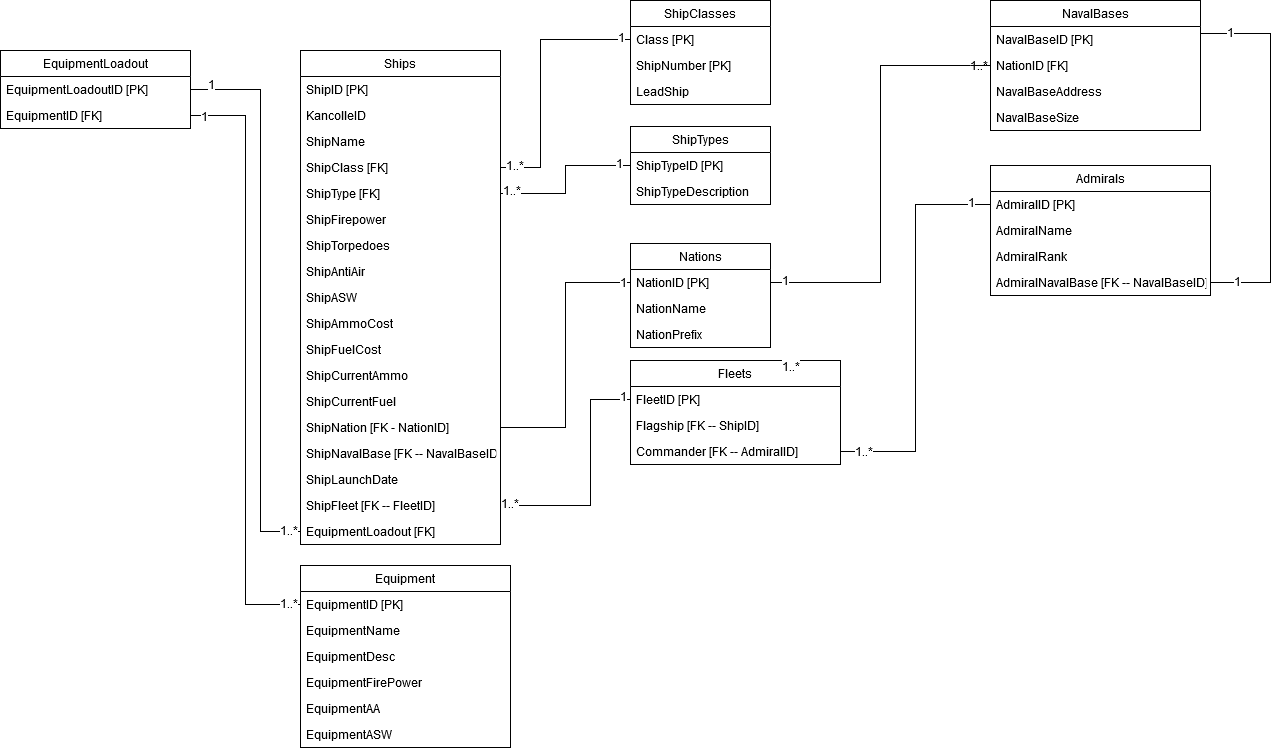 EquipmentLoadout
EquipmentLoadoutID [PK]
EquipmentID [FK]
1
1
Ships
ShipID [PK]
KancolleID
ShipName
ShipClass [FK]
ShipType [FK]
ShipFirepower
ShipTorpedoes
ShipAntiAir
ShipASW
ShipAmmoCost
ShipFuelCost
ShipCurrentAmmo
ShipCurrentFuel
ShipNation [FK - NationID]
ShipNavalBase [FK -- NavalBaseID
ShipLaunchDate
ShipFleet [FK -- FleetID]
EquipmentLoadout [FK]
1..*
1..*
1..*
1..*
Equipment
EquipmentID [PK]
EquipmentName
EquipmentDesc
EquipmentFirePower
EquipmentAA
EquipmentASW
1..*
ShipClasses
Class [PK]
ShipNumber [PK]
LeadShip
1
ShipTypes
ShipTypeID [PK]
ShipTypeDescription
1
Nations
NationID [PK]
NationName
NationPrefix
1
1
1..*
Fleets
FleetID [PK]
Flagship [FK -- ShipID]
Commander [FK -- AdmiralID]
1
1..*
NavalBases
NavalBaseID [PK]
NationID [FK]
NavalBaseAddress
NavalBaseSize
1
1..*
Admirals
AdmiralID [PK]
AdmiralName
AdmiralRank
AdmiralNavalBase [FK -- NavalBaseID]
1
1